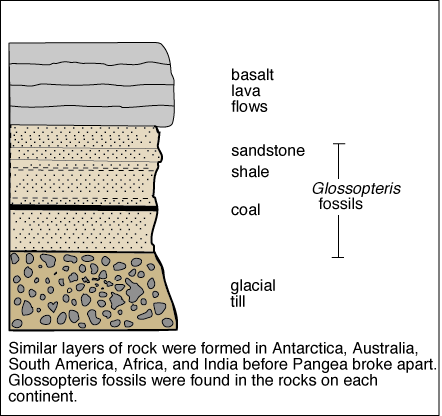 basalt
lava
flows
sandstone
shale
Glossopteris
fossils
coal
glacial
till
Similar layers of rock were formed in Antarctica, Australia,
South America, Africa, and India before Pangea broke apart.
Glossopteris fossils were found in the rocks on each
continent.